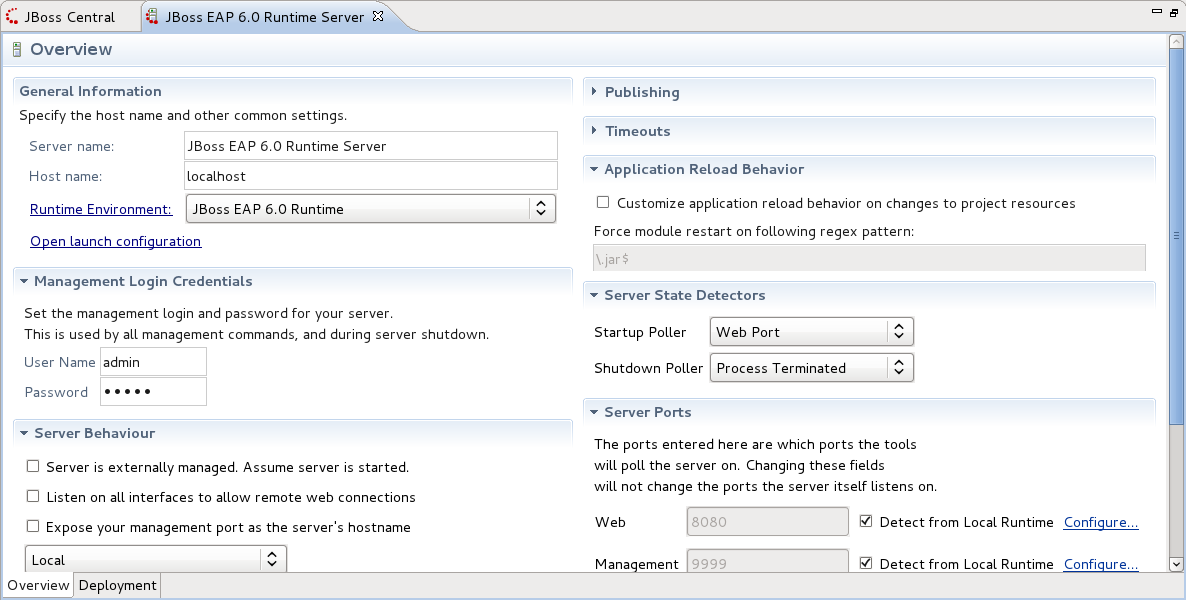 JBoss Central
JBoss EAP 6.0 Runtime Server
Overview
General Information
Specify the host name and other common settings.
Server name: JBoss EAP 6.0 Runtime Server
Host name: localhost
Runtime Environment: JBoss EAP 6.0 Runtime
Open launch configuration
Management Login Credentials
Set the management login and password for your server.
This is used by all management commands, and during server shutdown.
User Name admin
Password •••••
Server Behaviour
Server is externally managed. Assume server is started.
Listen on all interfaces to allow remote web connections
Expose your management port as the server's hostname
Local
Publishing
Timeouts
Application Reload Behavior
Customize application reload behavior on changes to project resources
Force module restart on following regex pattern:
\.jar$
Server State Detectors
Startup Poller Web Port
Shutdown Poller Process Terminated
Server Ports
The ports entered here are which ports the tools
will poll the server on. Changing these fields
will not change the ports the server itself listens on.
Web 8080 Detect from Local Runtime Configure...
Management 9999 Detect from Local Runtime Configure...
Overview Deployment